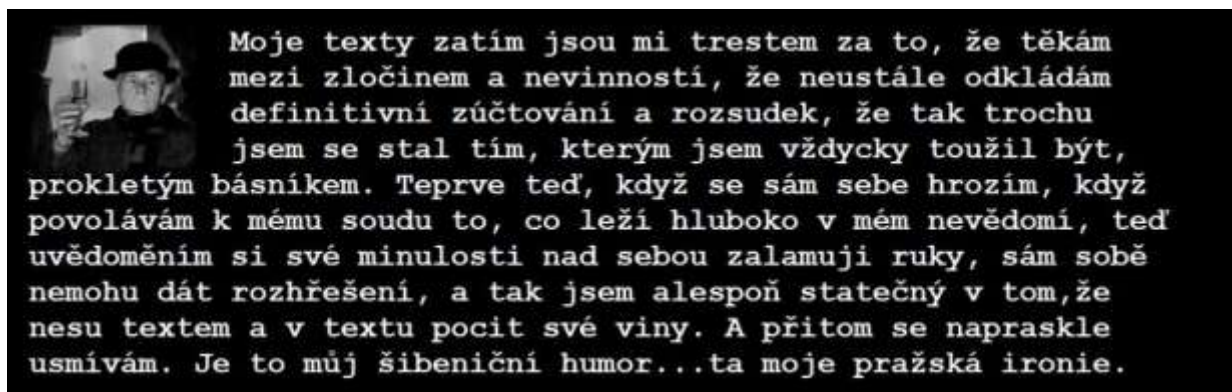 Moje texty zatím jsou mi trestem za to, že těkám
mezi zločinem a nevinností, že neustále odkládám
definitivní zúčtování a rozsudek, že tak trochu
jsem se stal tím, kterým jsem vždycky toužil být,
prokletým básníkem. Teprve teď, když se sám sebe hrozím, když
povolávám k mému soudu to, co leží hluboko v mém nevědomí, teď
uvědoměním si své minulosti nad sebou zalamuji ruky, sám sobě
nemohu dát rozhřešení, a tak jsem alespoň statečný v tom,že
nesu textem a v textu pocit své viny. A přitom se napraskle
usmívám. Je to můj šibeniční humor...ta moje pražská ironie.